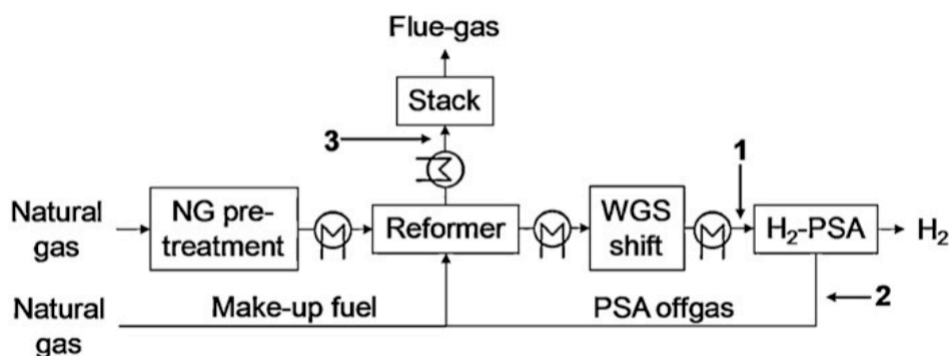 Flue-gas
Stack
3
1
Natural
gas
NG pre-
treatment
Reformer
WGS
shift
H₂-PSA
H₂
Natural
gas
Make-up fuel
PSA offgas
2